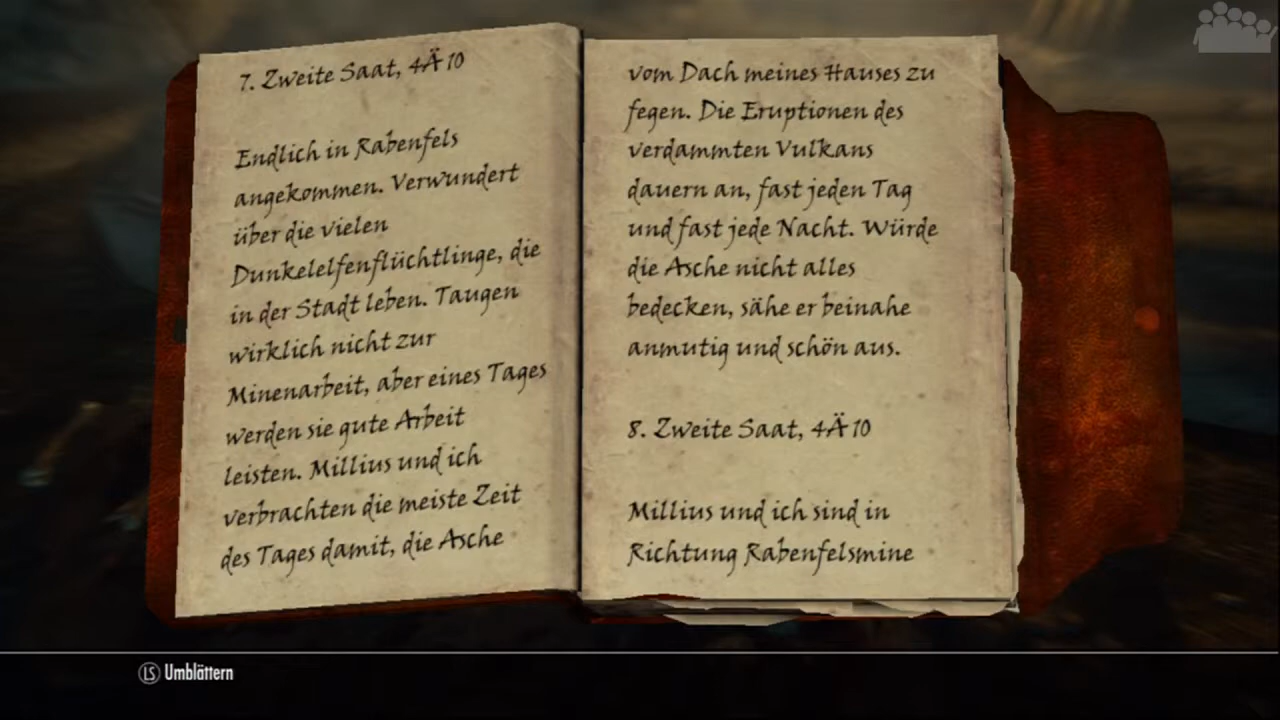 7. Zweite Saat, 4Ä 10
Endlich in Rabenfels
angekommen. Verwundert
über die vielen
Dunkelelfenflüchtlinge, die
in der Stadt leben. Taugen
wirklich nicht zur
Minenarbeit, aber eines Tages
werden sie gute Arbeit
leisten. Millius und ich
verbrachten die meiste Zeit
des Tages damit, die Asche
vom Dach meines Hauses zu
fegen. Die Eruptionen des
verdammten Vulkans
dauern an, fast jeden Tag
und fast jede Nacht. Würde
die Asche nicht alles
bedecken, sähe er beinahe
anmutig und schön aus.
8. Zweite Saat, 4Ä 10
Millius und ich sind in
Richtung Rabenfelsmine
LS Umblättern